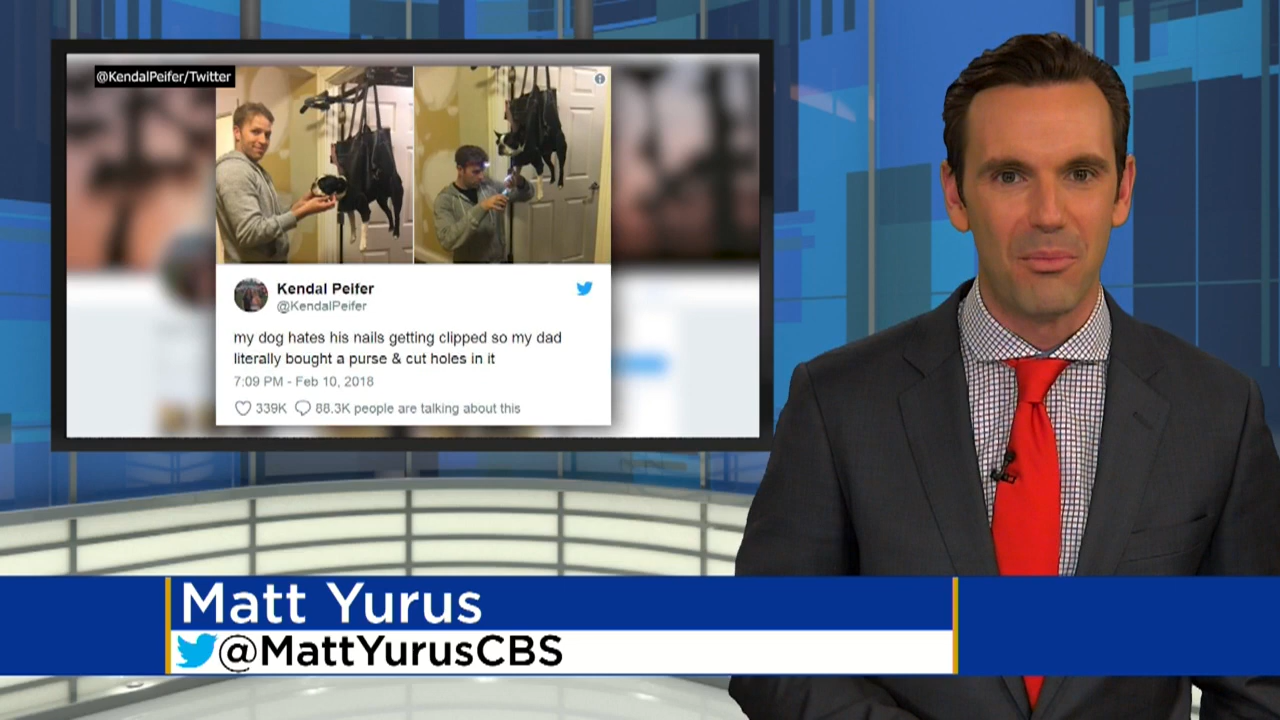 @KendalPeifer/Twitter
Kendal Peifer
@KendalPeifer
my dog hates his nails getting clipped so my dad
literally bought a purse & cut holes in it
7:09 PM - Feb 10, 2018
339K 88.3K people are talking about this
Matt Yurus
@MattYurusCBS